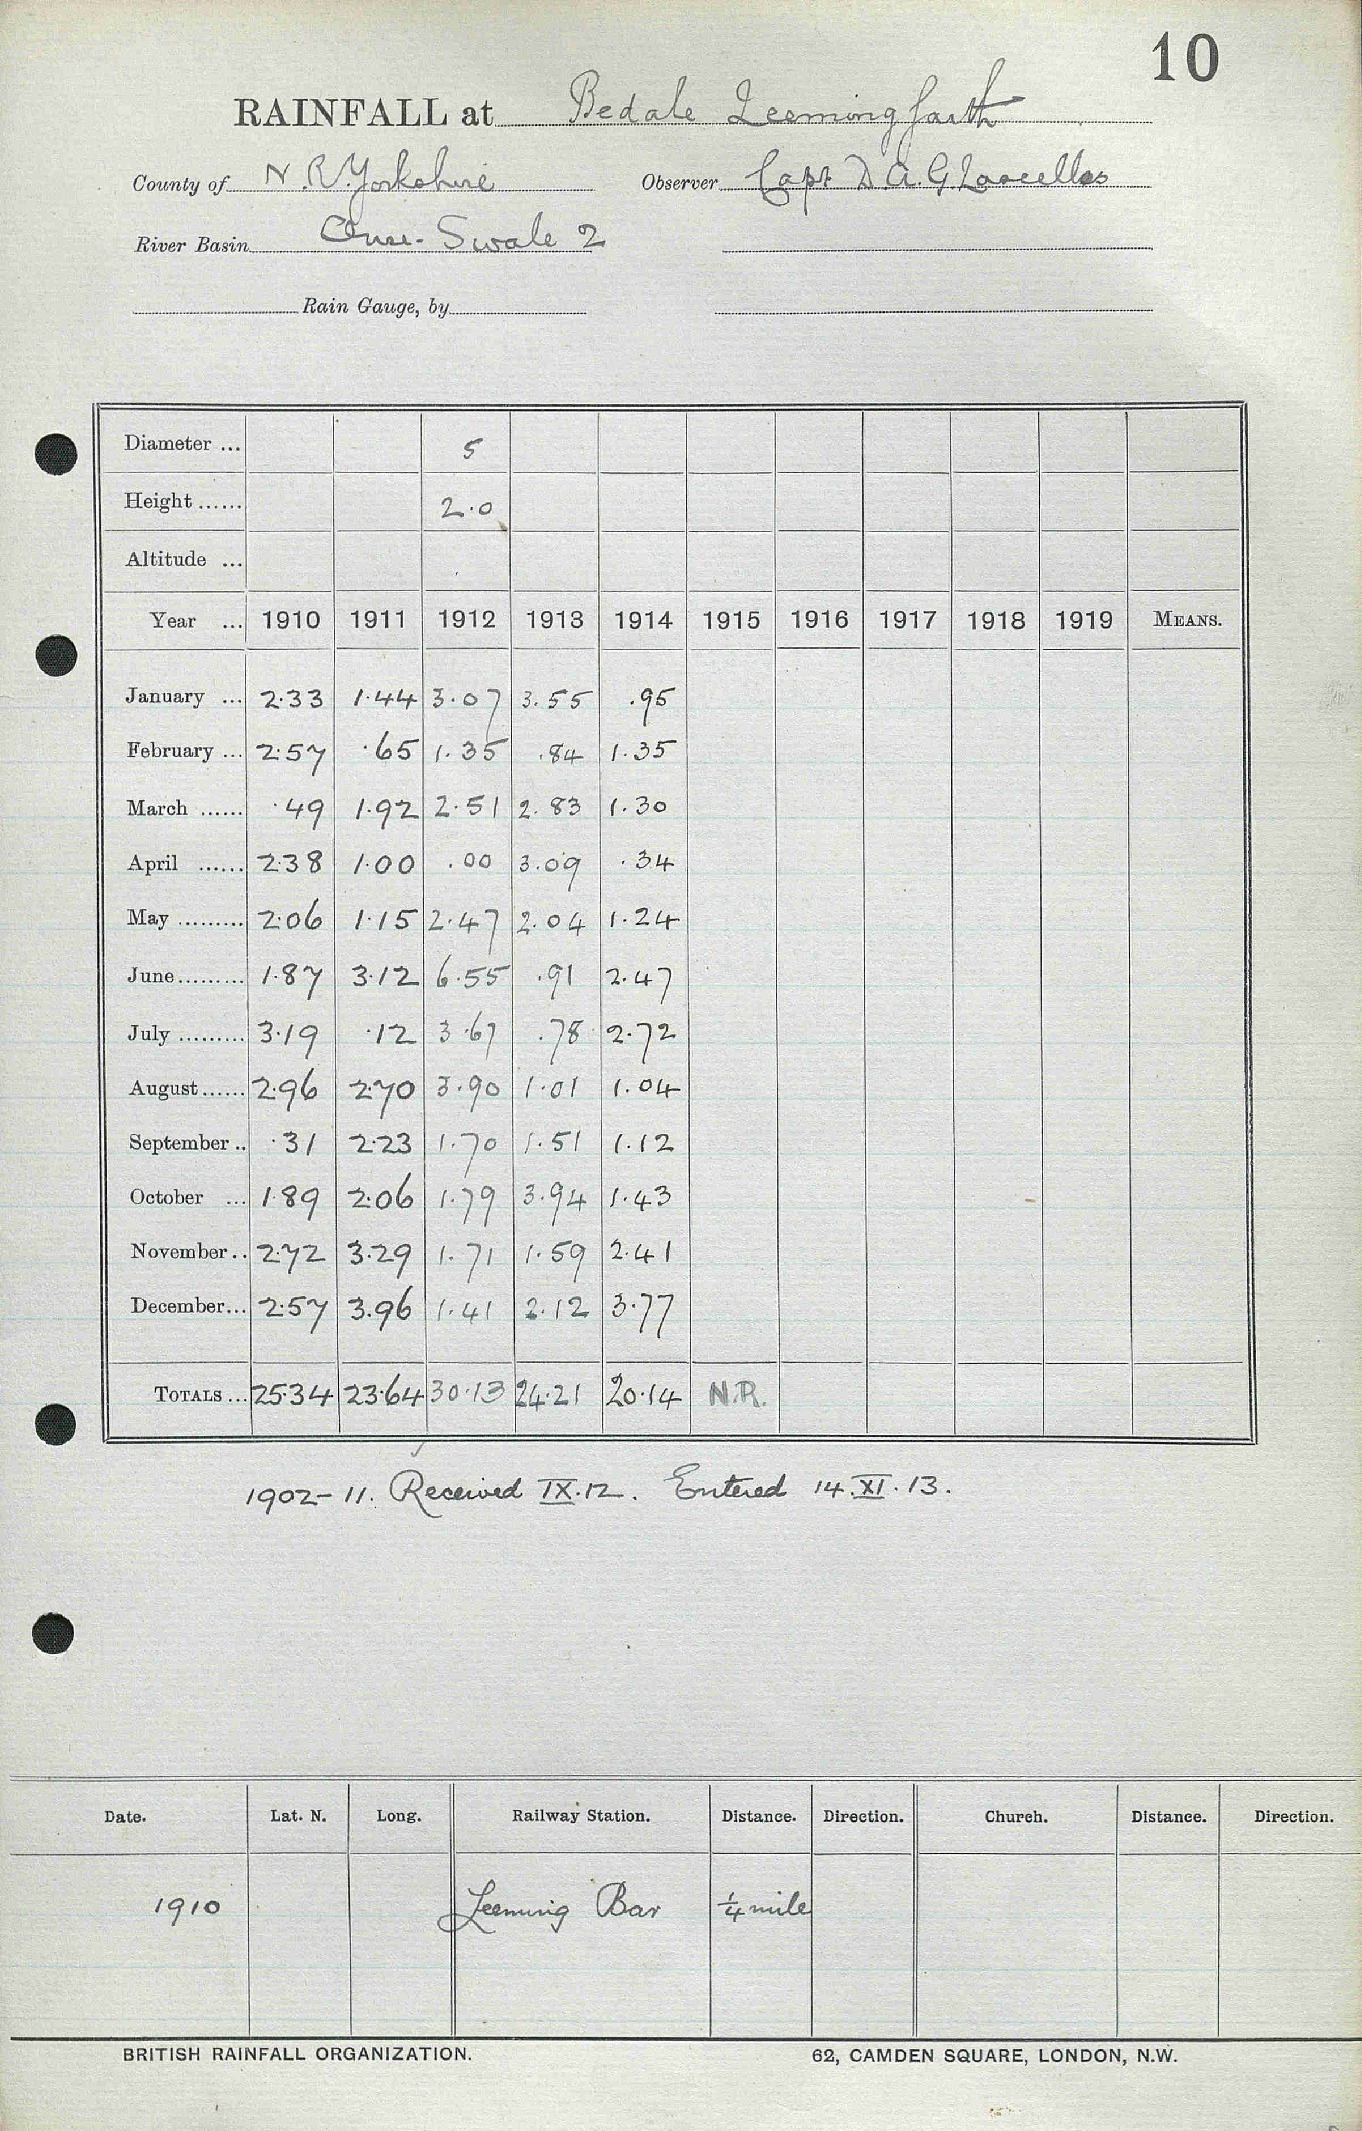 10
RAINFALL at Bedale Leeminggarth
County of N.R. Yorkshire Observer Capt D.A.G Lascelles
River Basin Ouse-Swale 2
Rain Gauge, by
Diameter ... 5
Height ...... 2.0
Altitude ...
Year ... 1910 1911 1912 1913 1914 1915 1916 1917 1918 1919 MEANS.
January ... 2.33 1.44 3.07 3.55 .95
February ... 2.57 .65 1.35 .84 1.35
March ...... .49 1.92 2.51 2.83 1.30
April ...... 2.38 1.00 .00 3.09 .34
May ......... 2.06 1.15 2.47 2.04 1.24
June ......... 1.87 3.12 6.55 .91 2.47
July ......... 3.19 .12 3.67 .78 2.72
August ...... 2.96 2.70 3.90 1.01 1.04
September .. .31 2.23 1.70 1.51 1.12
October ... 1.89 2.06 1.79 3.94 1.43
November .. 2.72 3.29 1.71 1.59 2.41
December ... 2.57 3.96 1.41 2.12 3.77
TOTALS ... 25.34 23.64 30.13 24.21 20.14 N.R.
1902-11. Received IX.12. Entered 14.XI.13.
Date. Lat. N. Long. Railway Station. Distance. Direction. Church. Distance. Direction.
1910 Leeming Bar ¼ mile
BRITISH RAINFALL ORGANIZATION. 62, CAMDEN SQUARE, LONDON, N.W.